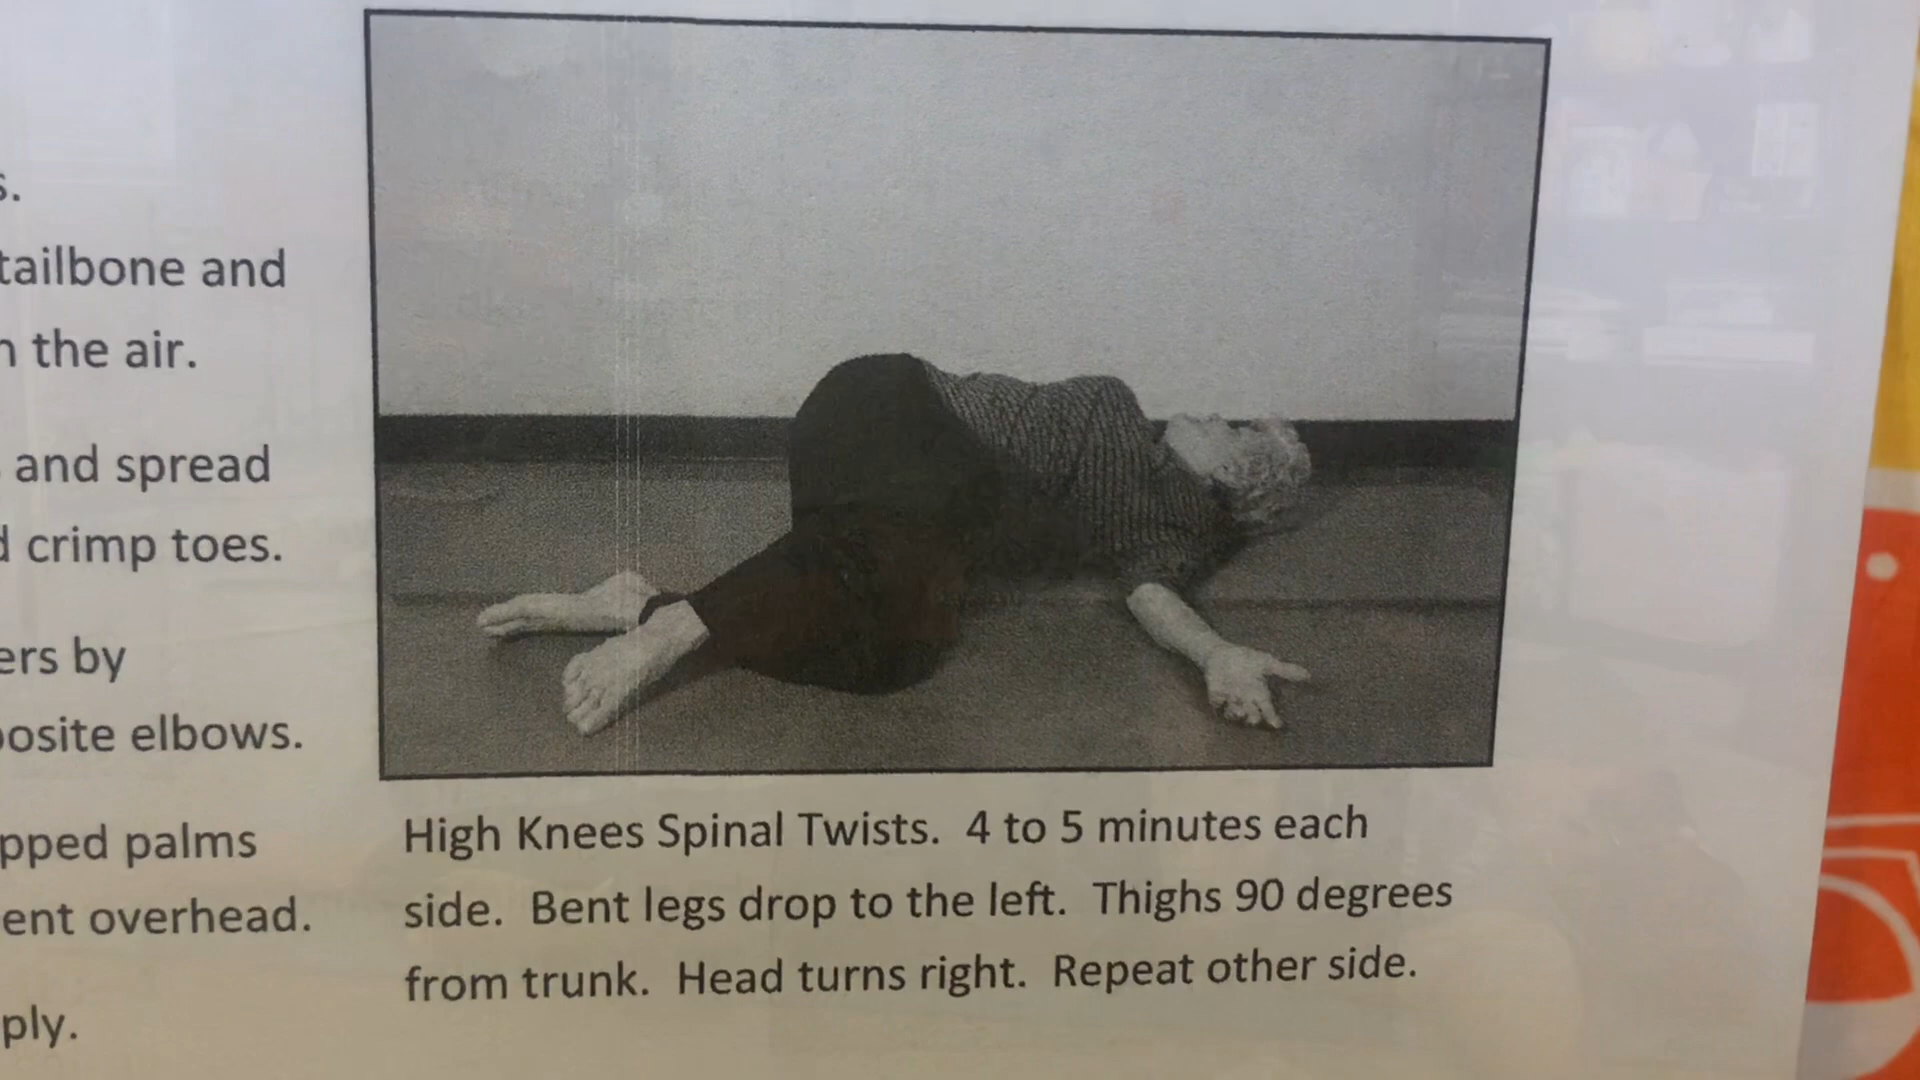 s.
tailbone and
n the air.
and spread
d crimp toes.
ers by
posite elbows.
pped palms
ent overhead.
ply.
High Knees Spinal Twists. 4 to 5 minutes each
side. Bent legs drop to the left. Thighs 90 degrees
from trunk. Head turns right. Repeat other side.